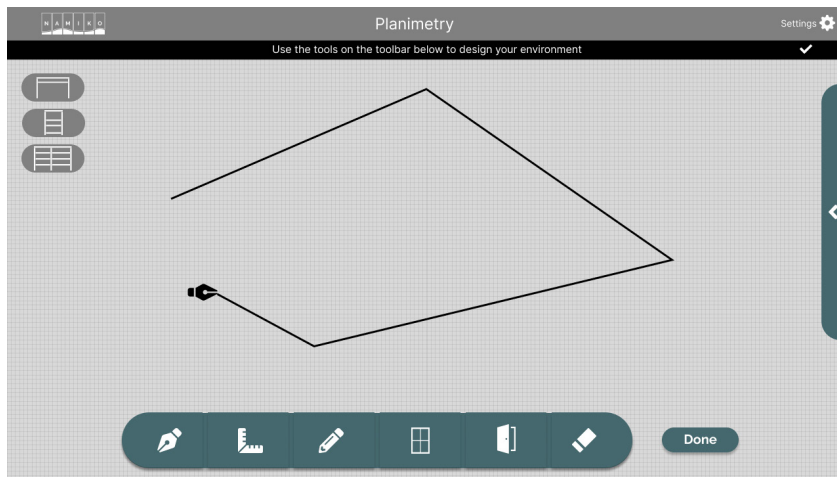 NAMIKO
Planimetry
Settings
Use the tools on the toolbar below to design your environment
Done